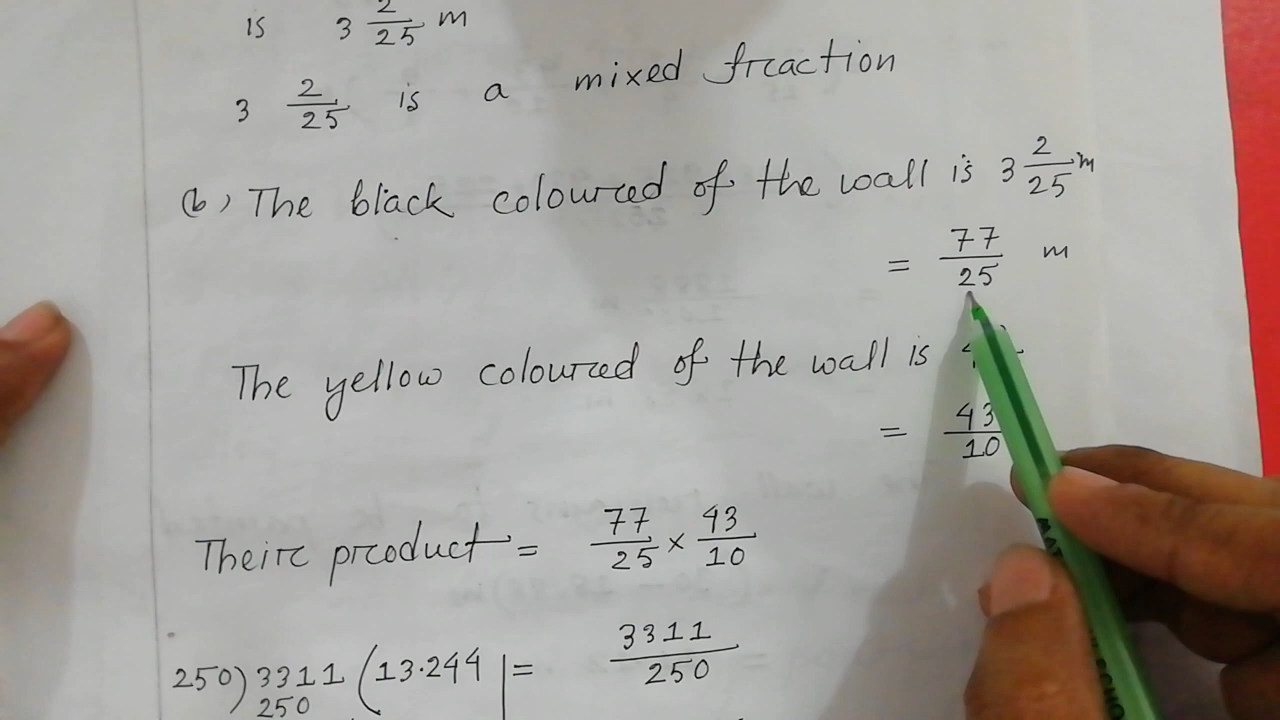 is 3 2/25 m
3 2/25 is a mixed fraction
(b) The black coloured of the wall is 3 2/25 m
= 77/25 m
The yellow coloured of the wall is
= 43/10
Their product = 77/25 × 43/10
250)3311(13.244 | = 3311/250
250